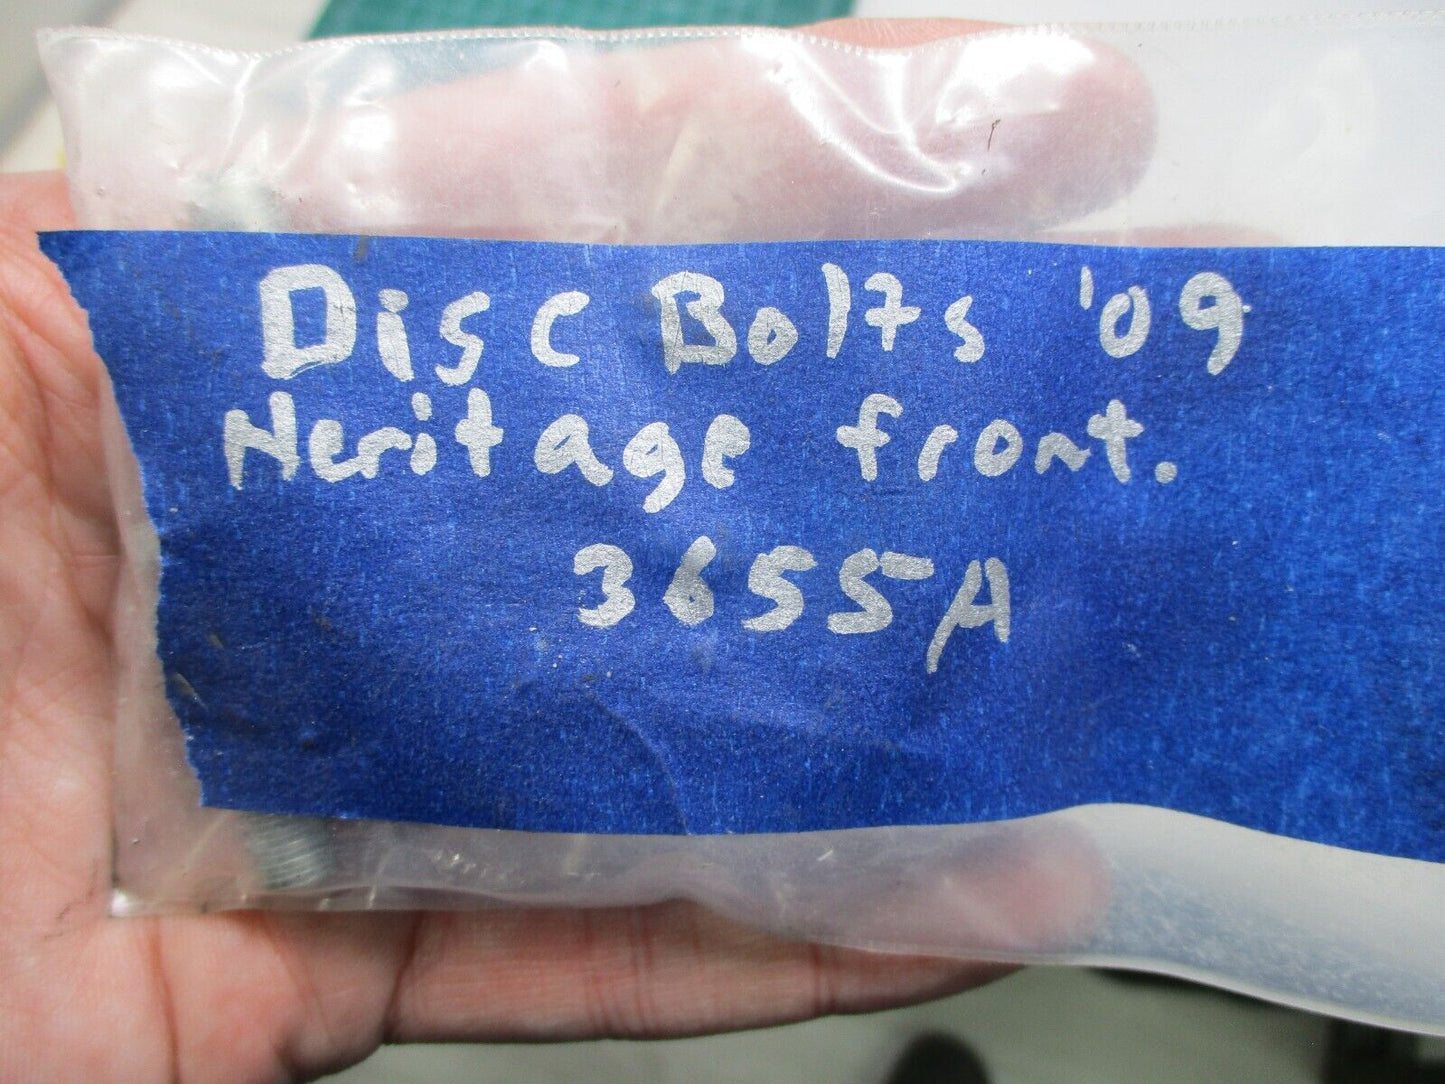 Disc Bolts '09
Heritage front.
3655A